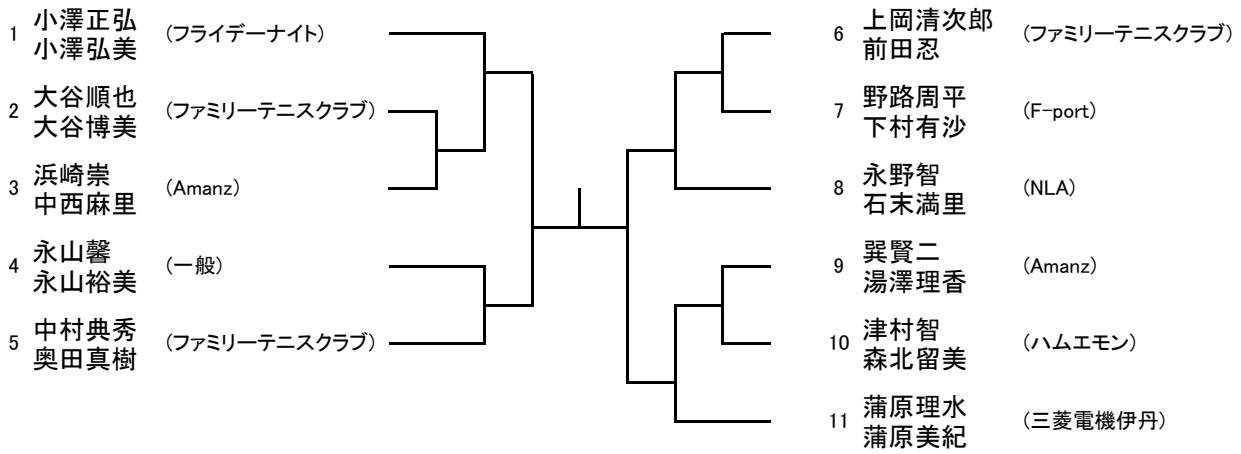 1 小澤正弘 (フライデーナイト)
小澤弘美
2 大谷順也 (ファミリーテニスクラブ)
大谷博美
3 浜崎崇 (Amanz)
中西麻里
4 永山馨 (一般)
永山裕美
5 中村典秀 (ファミリーテニスクラブ)
奥田真樹
6 上岡清次郎 (ファミリーテニスクラブ)
前田忍
7 野路周平 (F-port)
下村有沙
8 永野智 (NLA)
石末満里
9 巽賢二 (Amanz)
湯澤理香
10 津村智 (ハムエモン)
森北留美
11 蒲原理水 (三菱電機伊丹)
蒲原美紀